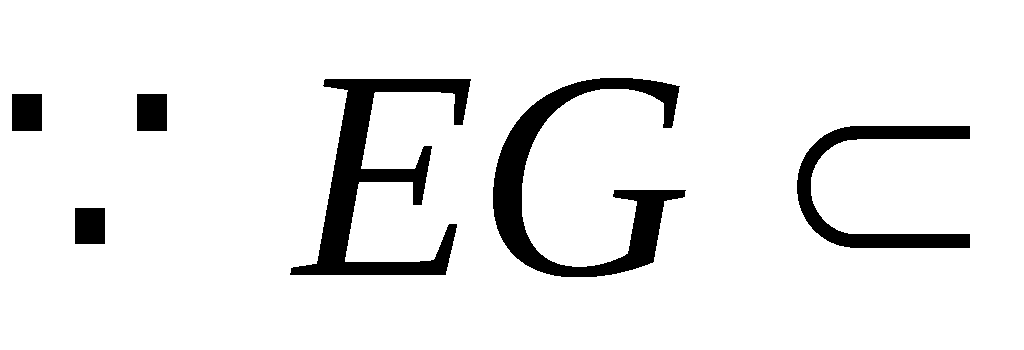 ∵ EG ⊂